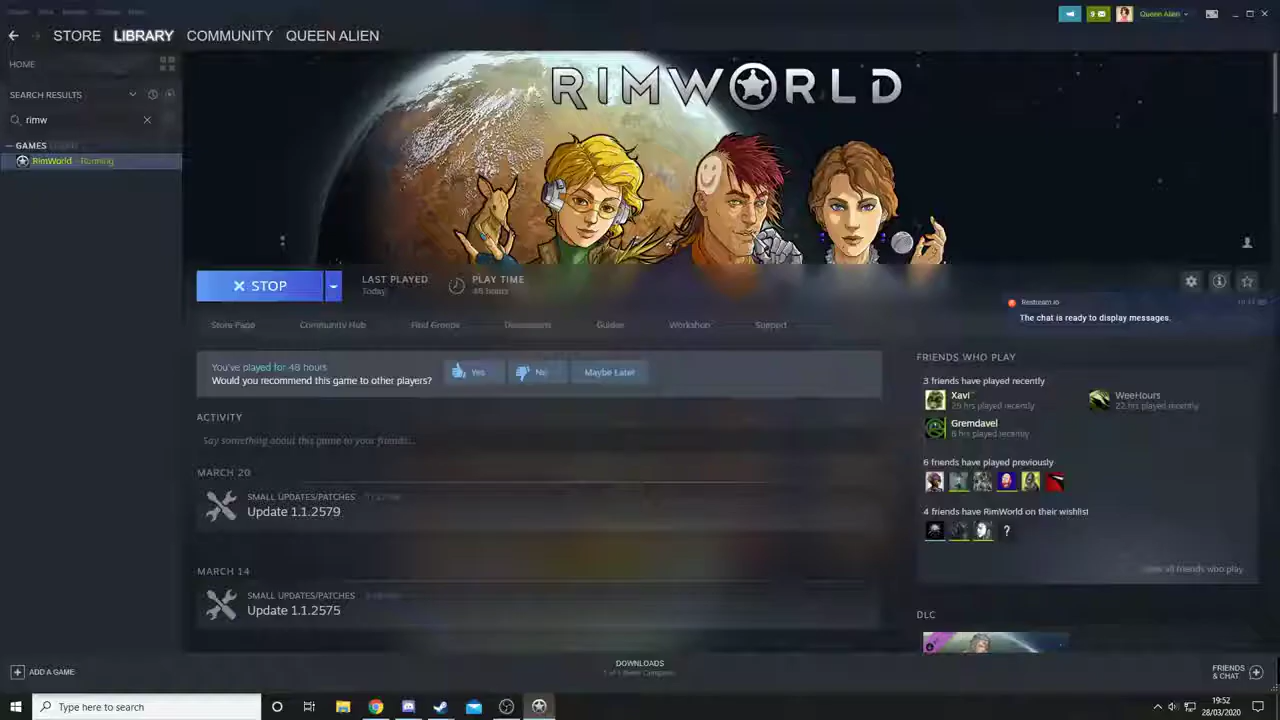 9
Queen Alien
STORE
LIBRARY
COMMUNITY
QUEEN ALIEN
HOME
SEARCH RESULTS
rimw
GAMES
RimWorld - Running
RIMWORLD
STOP
LAST PLAYED
Today
PLAY TIME
48 hours
Store Page
Community Hub
Find Groups
Discussions
Guides
Workshop
Support
Restream.io
The chat is ready to display messages.
You've played for 48 hours
Would you recommend this game to other players?
Yes
No
Maybe Later
ACTIVITY
Say something about this game to your friends...
MARCH 20
SMALL UPDATES/PATCHES
Update 1.1.2579
MARCH 14
SMALL UPDATES/PATCHES
Update 1.1.2575
FRIENDS WHO PLAY
3 friends have played recently
Xavi
29 hrs played recently
WeeHours
22 hrs played recently
Gremdavel
6 hrs played recently
6 friends have played previously
4 friends have RimWorld on their wishlist
?
View all friends who play
DLC
ADD A GAME
DOWNLOADS
FRIENDS
& CHAT
Type here to search
19:52
28/03/2020